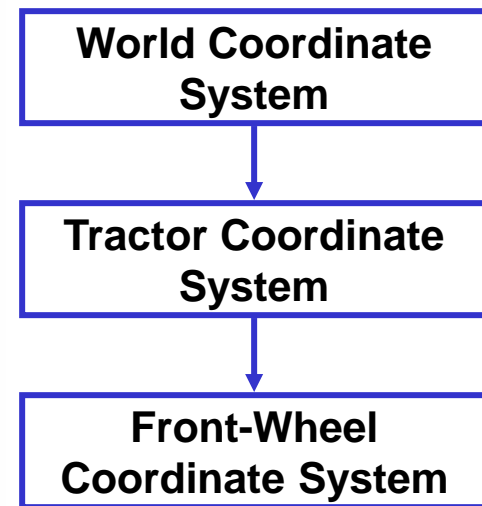 World Coordinate
System
Tractor Coordinate
System
Front-Wheel
Coordinate System